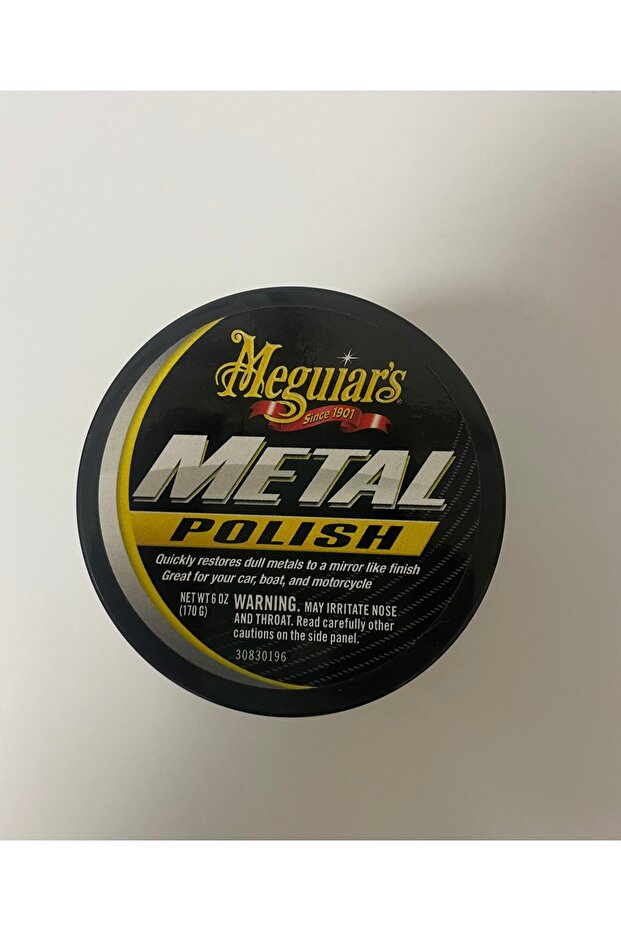 Meguiar's®
Since 1901
METAL
POLISH
Quickly restores dull metals to a mirror like finish
Great for your car, boat, and motorcycle
NET WT 6 OZ
(170 G)
WARNING. MAY IRRITATE NOSE
AND THROAT. Read carefully other
cautions on the side panel.
30830196